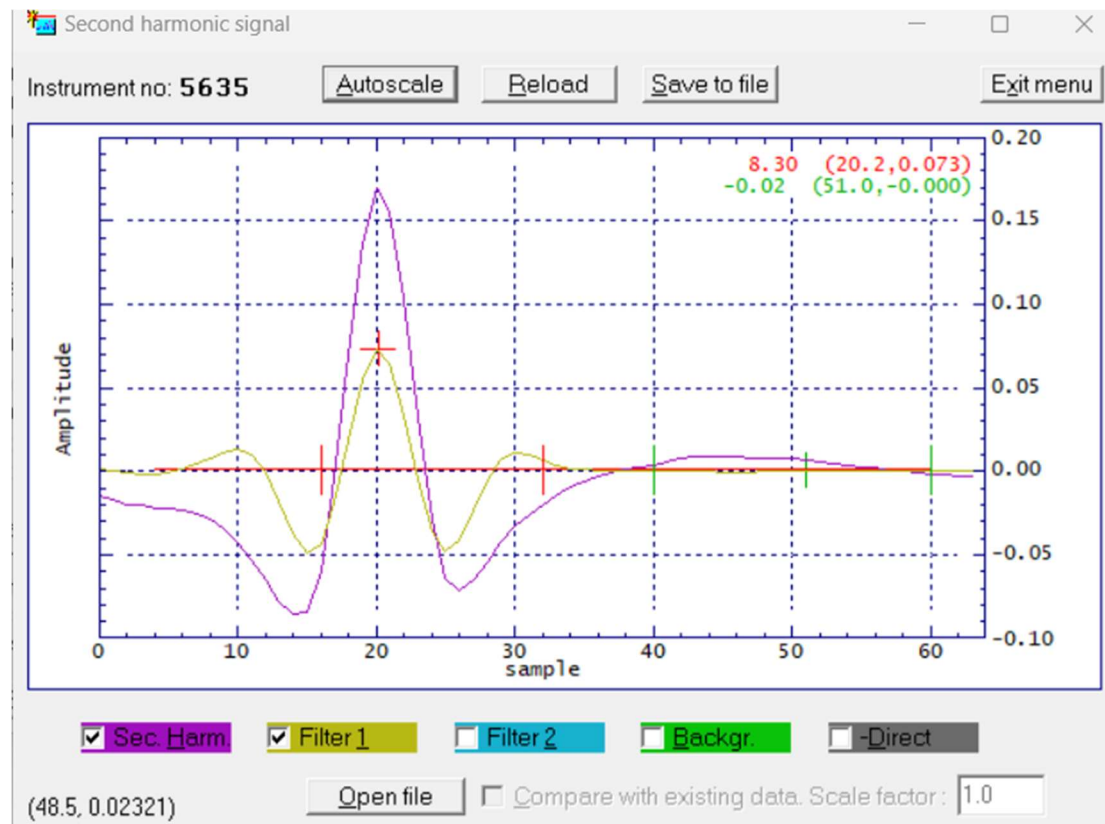 Second harmonic signal
Instrument no: 5635 Autoscale Reload Save to file Exit menu
0.20
8.30 (20.2,0.073)
-0.02 (51.0,-0.000)
0.15
0.10
0.05
Amplitude
0.00
-0.05
-0.10
0 10 20 30 40 50 60
sample
Sec. Harm. Filter 1 Filter 2 Backgr. -Direct
(48.5, 0.02321) Open file Compare with existing data. Scale factor : 1.0